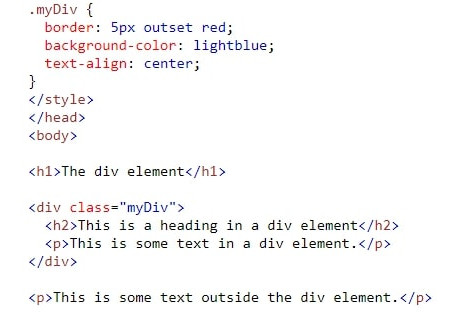 .myDiv {
  border: 5px outset red;
  background-color: lightblue;
  text-align: center;
}
</style>
</head>
<body>

<h1>The div element</h1>

<div class="myDiv">
  <h2>This is a heading in a div element</h2>
  <p>This is some text in a div element.</p>
</div>

<p>This is some text outside the div element.</p>